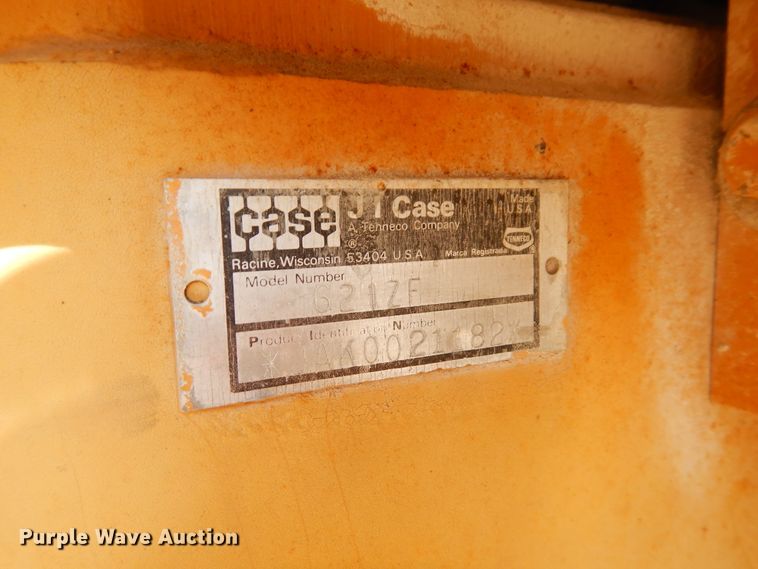 case J I Case Made
A Tenneco Company U.S.A.
®
Racine, Wisconsin 53404 U.S.A. Marca Registrada TENNECO
Model Number
621ZF
Product Identification Number
Purple Wave Auction